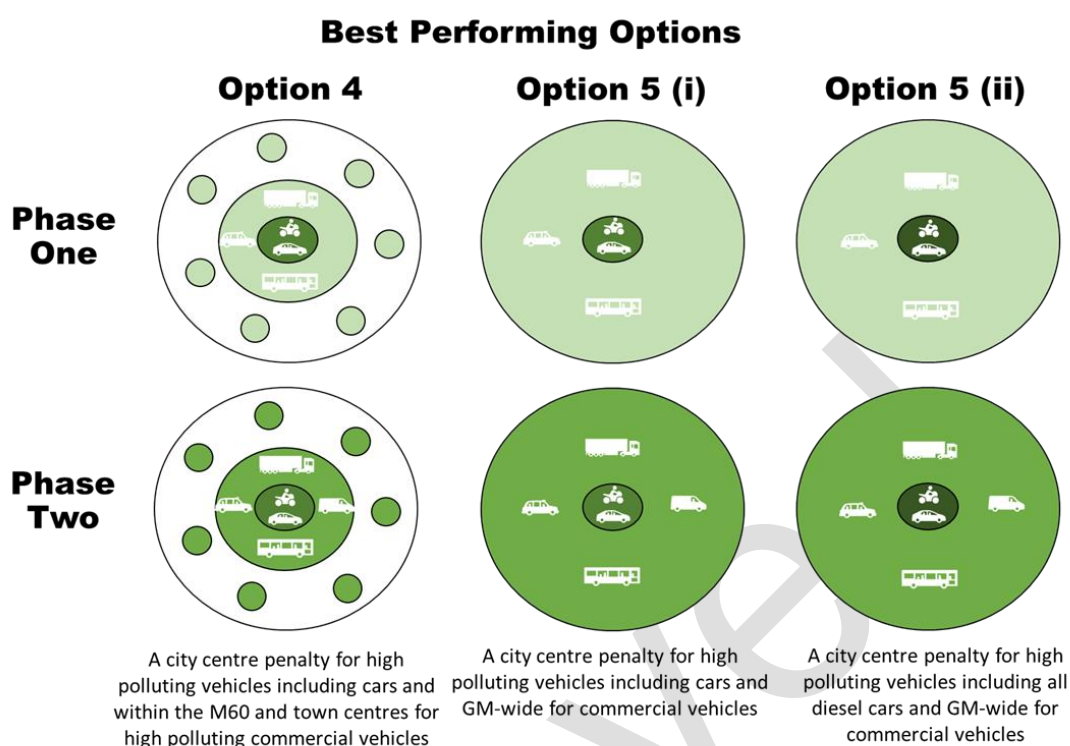 Best Performing Options
Option 4
Option 5 (i)
Option 5 (ii)
Phase
One
Phase
Two
A city centre penalty for high
polluting vehicles including cars and
within the M60 and town centres for
high polluting commercial vehicles
A city centre penalty for high
polluting vehicles including cars and
GM-wide for commercial vehicles
A city centre penalty for high
polluting vehicles including all
diesel cars and GM-wide for
commercial vehicles